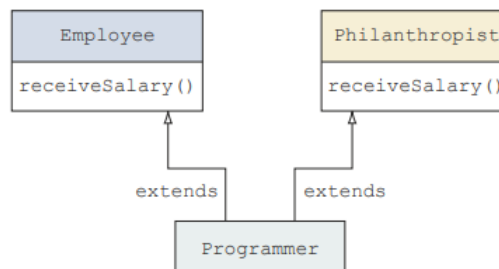 Employee
Philanthropist
receiveSalary()
receiveSalary()
extends
extends
Programmer